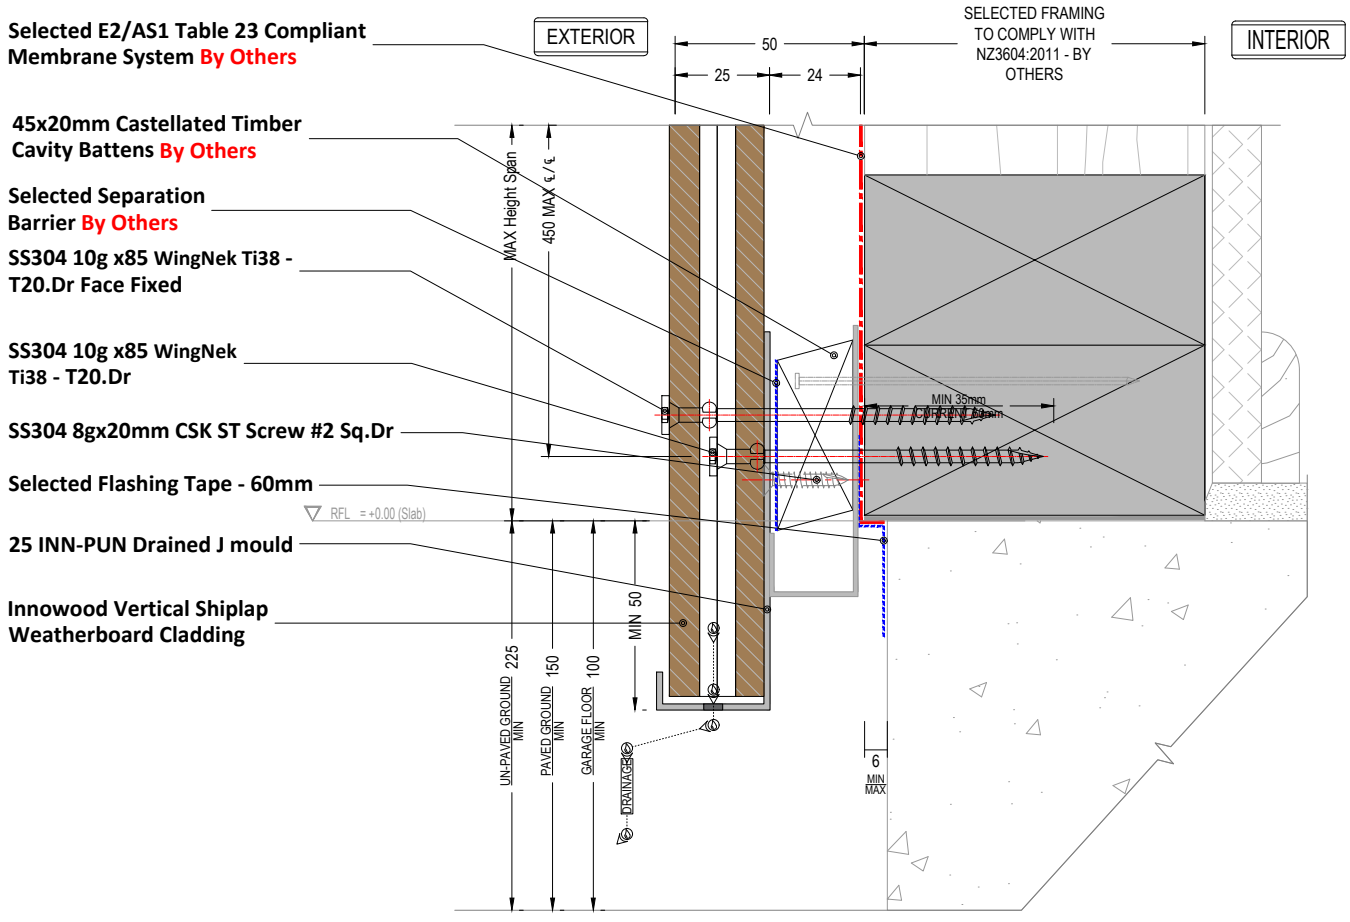 Selected E2/AS1 Table 23 Compliant
Membrane System By Others
45x20mm Castellated Timber
Cavity Battens By Others
Selected Separation
Barrier By Others
SS304 10g x85 WingNek Ti38 -
T20.Dr Face Fixed
SS304 10g x85 WingNek
Ti38 - T20.Dr
SS304 8gx20mm CSK ST Screw #2 Sq.Dr
Selected Flashing Tape - 60mm
25 INN-PUN Drained J mould
Innowood Vertical Shiplap
Weatherboard Cladding
EXTERIOR
50
25
24
SELECTED FRAMING
TO COMPLY WITH
NZ3604:2011 - BY
OTHERS
INTERIOR
MAX Height Span
450 MAX ℄/℄
MIN 35mm
CURRENT 60mm
RFL = +0.00 (Slab)
MIN 50
UN-PAVED GROUND 225
MIN
PAVED GROUND 150
MIN
GARAGE FLOOR 100
MIN
DRAINAGE
6
MIN
MAX